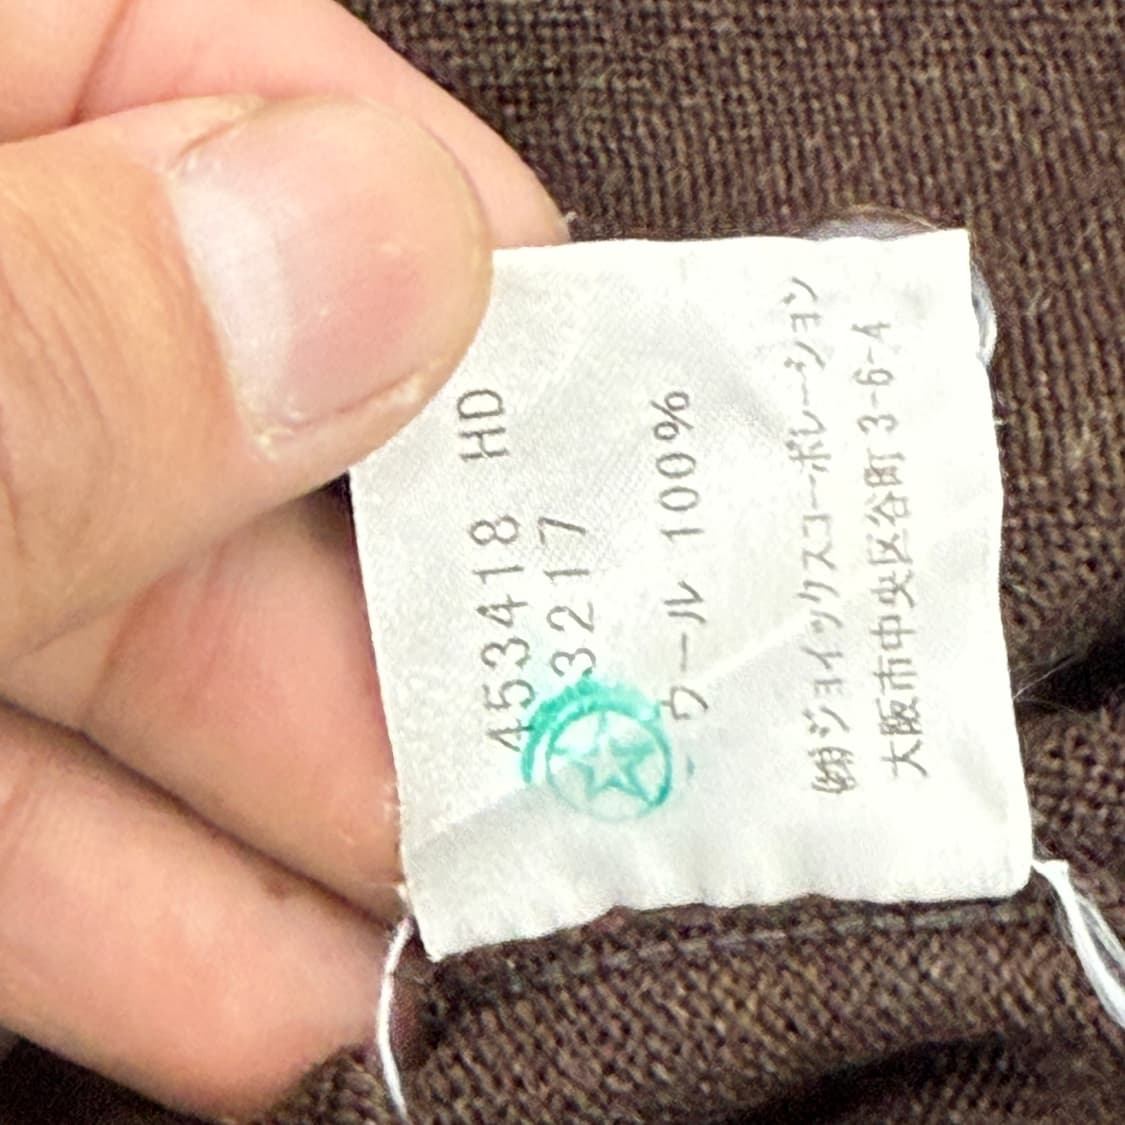 453418 HD
3217
ウール 100%
㈱ジョイックスコーポレーション
大阪市中央区谷町3-6-4